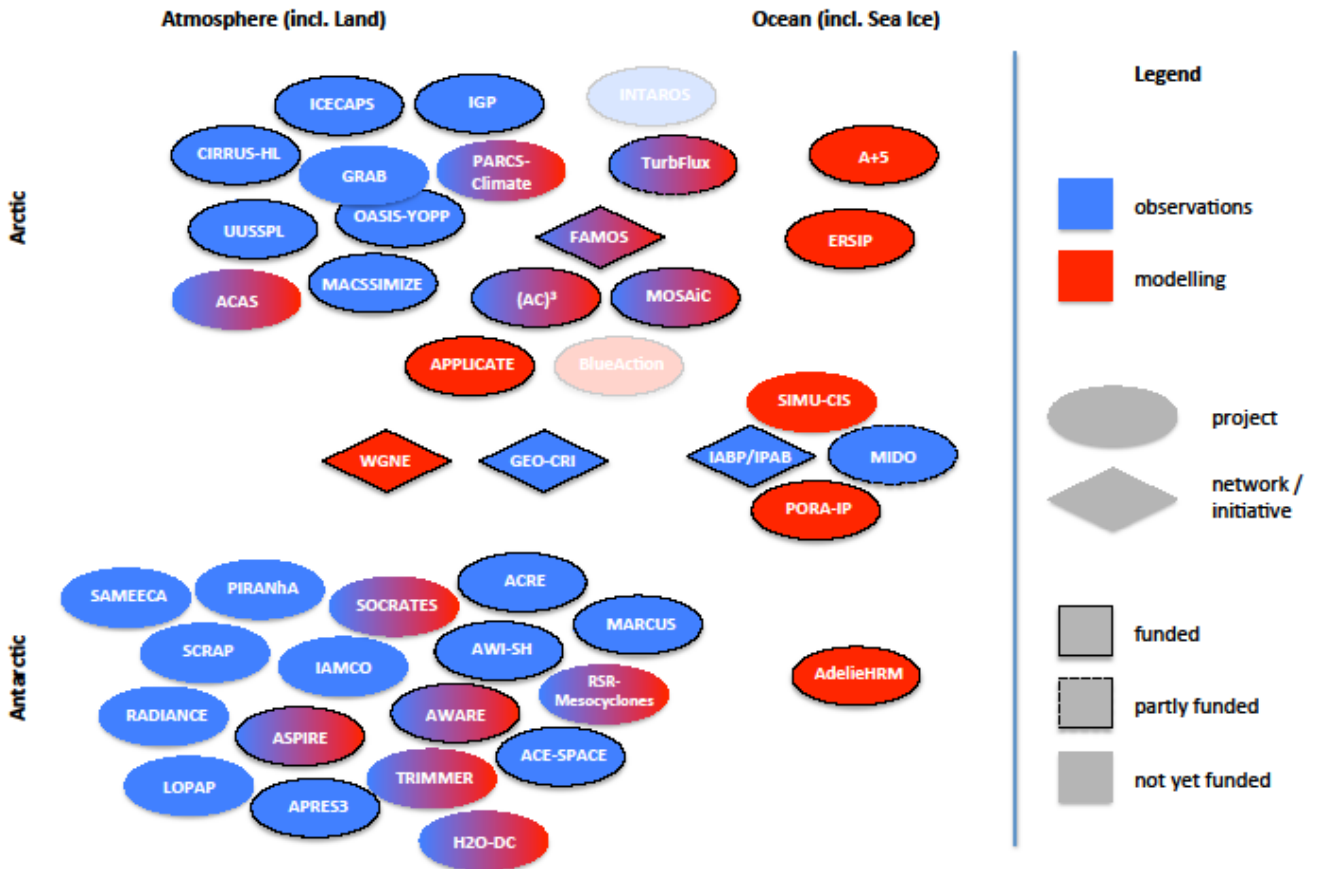 Atmosphere (incl. Land)
Ocean (incl. Sea Ice)
Legend
Arctic
ICECAPS
IGP
INTAROS
CIRRUS-HL
GRAB
PARCS-
Climate
TurbFlux
A+5
UUSSPL
OASIS-YOPP
FAMOS
ERSIP
ACAS
MACSSIMIZE
(AC)³
MOSAiC
APPLICATE
BlueAction
SIMU-CIS
WGNE
GEO-CRI
IABP/IPAB
MIDO
PORA-IP
Antarctic
SAMEECA
PIRANhA
SOCRATES
ACRE
MARCUS
SCRAP
IAMCO
AWI-SH
RSR-
Mesocyclones
AdelieHRM
RADIANCE
ASPIRE
AWARE
ACE-SPACE
LOPAP
APRES3
TRIMMER
H2O-DC
observations
modelling
project
network /
initiative
funded
partly funded
not yet funded